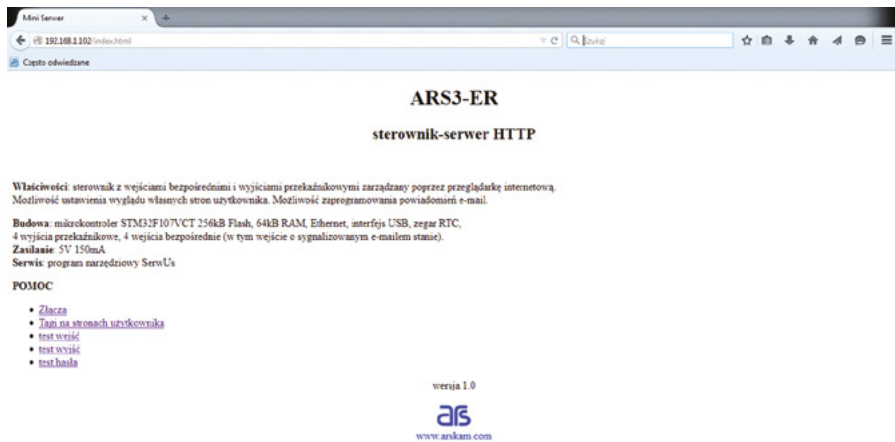 Mini Serwer
192.168.1.102/index.html
Szukaj
Często odwiedzane
ARS3-ER
sterownik-serwer HTTP
Właściwości: sterownik z wejściami bezpośrednimi i wyjściami przekaźnikowymi zarządzany poprzez przeglądarkę internetową.
Możliwość ustawienia wyglądu własnych stron użytkownika. Możliwość zaprogramowania powiadomień e-mail.
Budowa: mikrokontroler STM32F107VCT 256kB Flash, 64kB RAM, Ethernet, interfejs USB, zegar RTC,
4 wyjścia przekaźnikowe, 4 wejścia bezpośrednie (w tym wejście o sygnalizowanym e-mailem stanie).
Zasilanie: 5V 150mA
Serwis: program narzędziowy SerwUs
POMOC
Złącza
Tagi na stronach użytkownika
test wejść
test wyjść
test hasła
wersja 1.0
ars
www.arskam.com